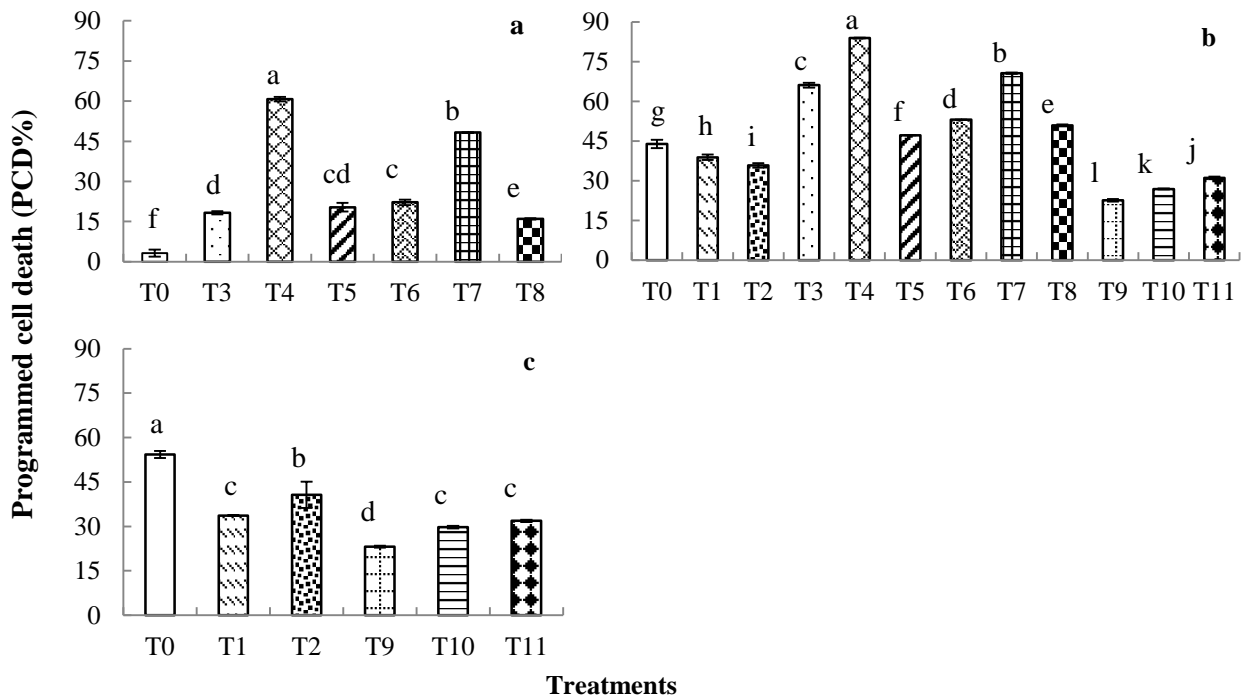 Programmed cell death (PCD%)
90
75
60
45
30
15
0
a
f
d
a
cd
c
b
e
T0 T3 T4 T5 T6 T7 T8
90
75
60
45
30
15
0
b
g
h
i
c
a
f
d
b
e
l
k
j
T0 T1 T2 T3 T4 T5 T6 T7 T8 T9 T10 T11
90
75
60
45
30
15
0
c
a
c
b
d
c
c
T0 T1 T2 T9 T10 T11
Treatments